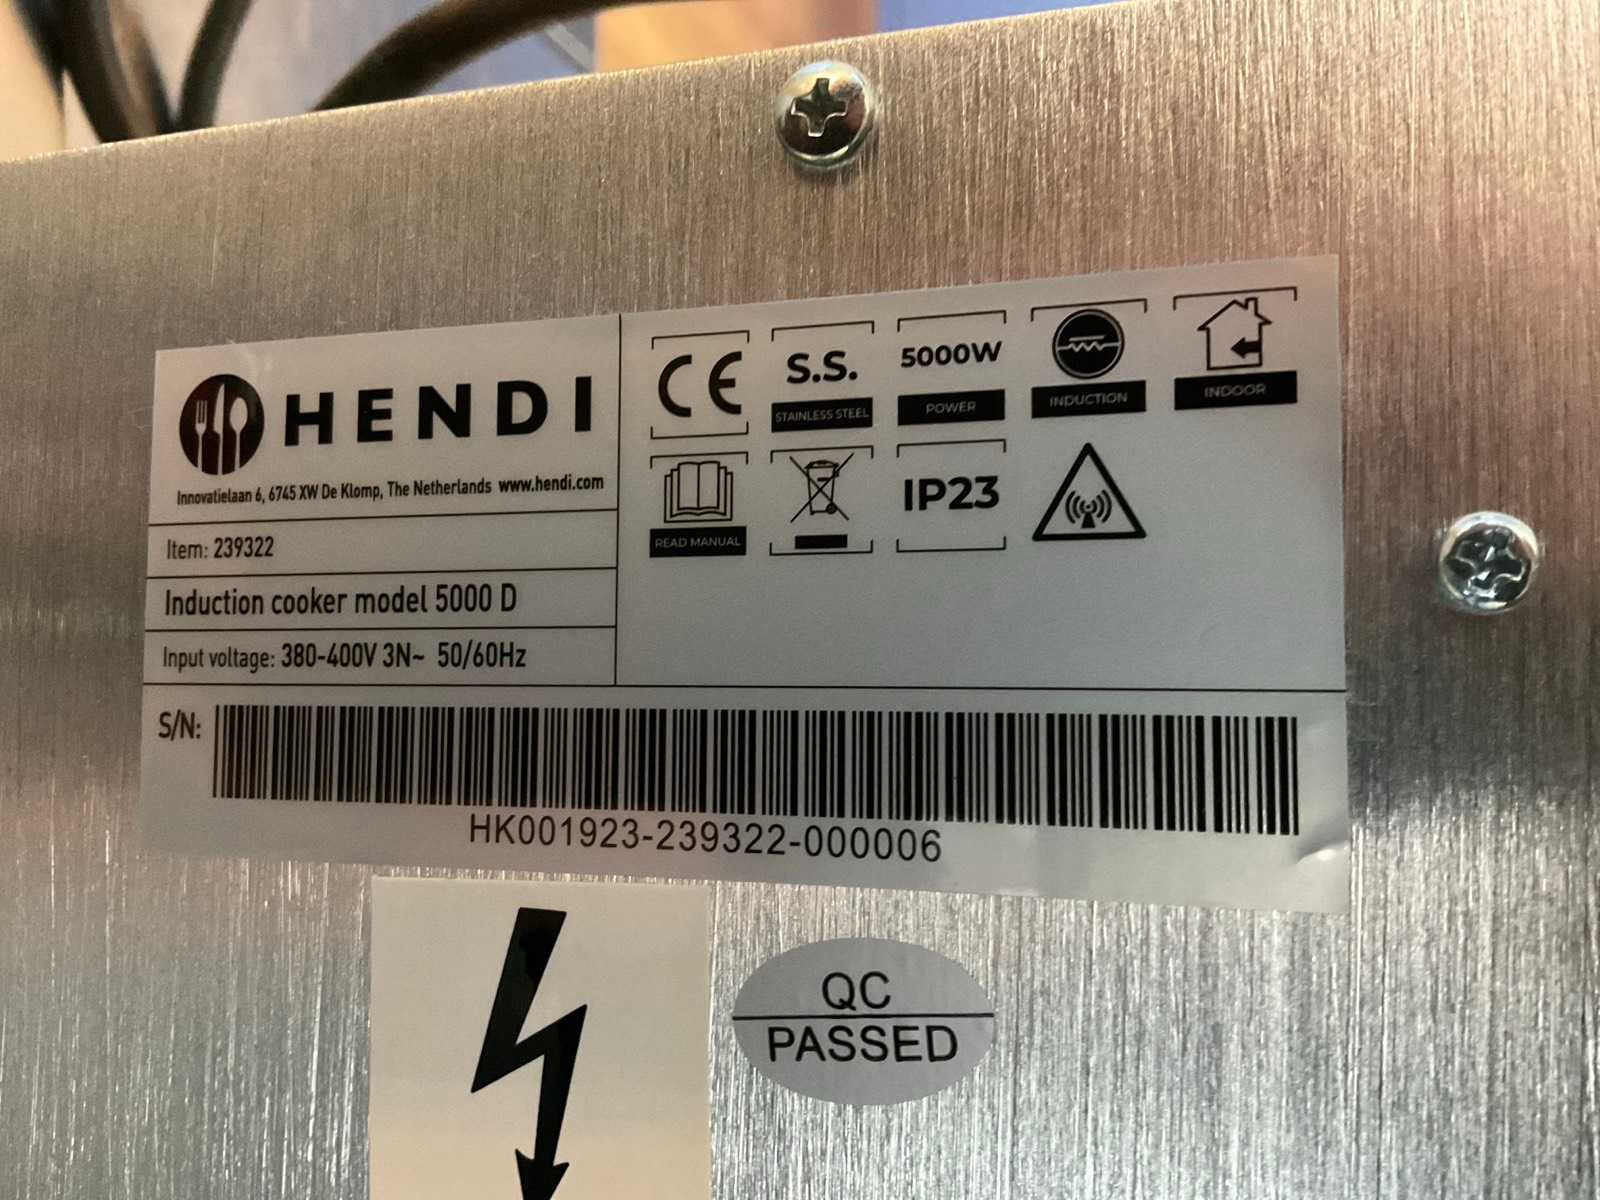 HENDI
Innovatielaan 6, 6745 XW De Klomp, The Netherlands www.hendi.com
Item: 239322
Induction cooker model 5000 D
Input voltage: 380-400V 3N~ 50/60Hz
CE
S.S.
STAINLESS STEEL
5000W
POWER
INDUCTION
INDOOR
READ MANUAL
IP23
S/N:
HK001923-239322-000006
QC
PASSED